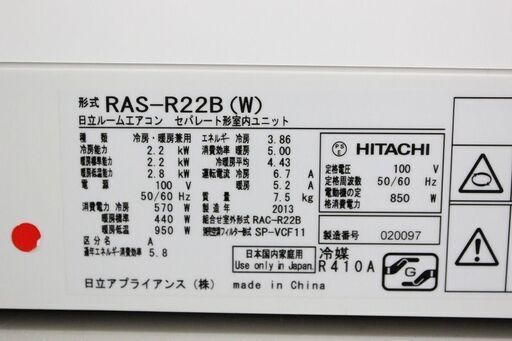 形式 RAS-R22B(W)
日立ルームエアコン セパレート形室内ユニット
種類 冷房・暖房兼用
冷房能力 2.2 kW
暖房標準 2.2 kW
暖房低温 2.8 kW
電源 100 V
50/60 Hz
冷房 570 W
暖房標準 440 W
暖房低温 950 W
区分 A
通年エネルギー消費効率 5.8
エネルギー 冷房 3.86
消費効率 暖房 5.00
冷暖房平均 4.43
運転電流 冷房 6.7 A
暖房 5.2 A
質量 7.5 kg
製造年 2013
組合せ室外形式 RAC-R22B
SP-VCF11
PS
E
HITACHI
定格電圧 100 V
定格周波数 50/60 Hz
電動機の定
格消費電力 850 W
製造番号 020097
日本国内家庭用
Use only in Japan.
冷媒
R410A
G
日立アプライアンス(株) made in China